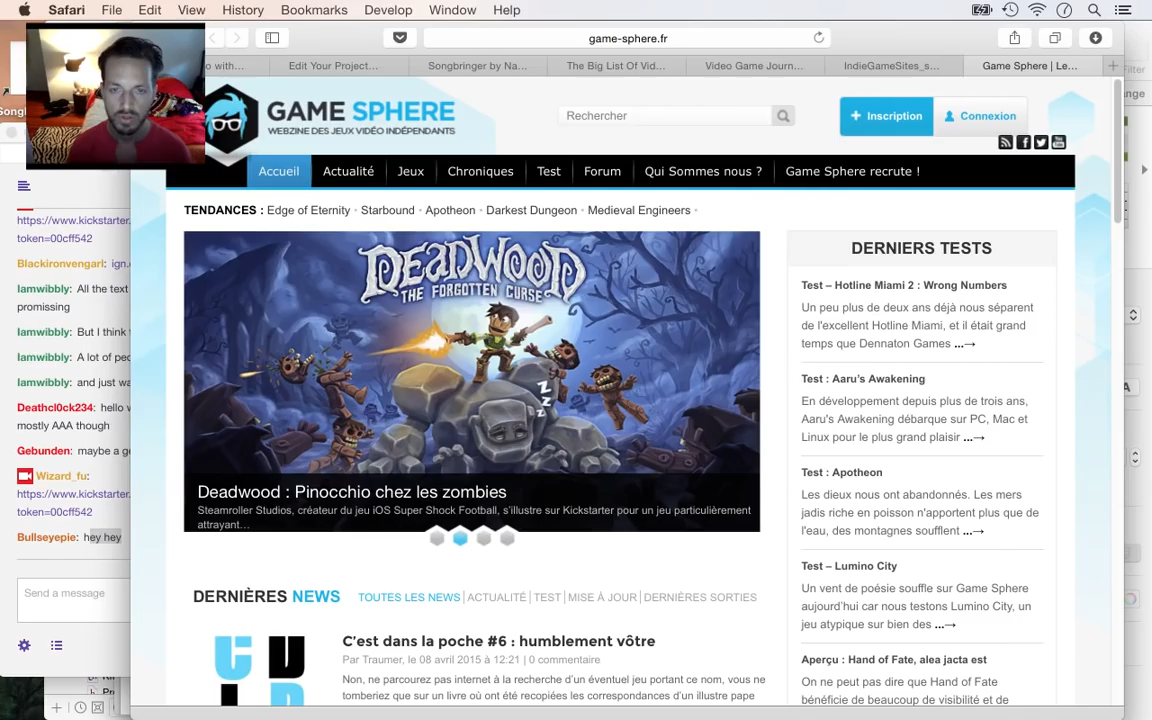 Safari File Edit View History Bookmarks Develop Window Help
game-sphere.fr
o with...
Edit Your Project...
Songbringer by Na...
The Big List Of Vid...
Video Game Journ...
IndieGameSites_s...
Game Sphere | Le...
Filter
GAME SPHERE
WEBZINE DES JEUX VIDÉO INDÉPENDANTS
Rechercher
+ Inscription
Connexion
Accueil Actualité Jeux Chroniques Test Forum Qui Sommes nous ? Game Sphere recrute !
TENDANCES : Edge of Eternity • Starbound • Apotheon • Darkest Dungeon • Medieval Engineers •
https://www.kickstarter.
token=00cff542
Blackironvengarl: ign.
Iamwibbly: All the text
promissing
Iamwibbly: But I think
Iamwibbly: A lot of peo
Iamwibbly: and just wa
Deathcl0ck234: hello w
mostly AAA though
Gebunden: maybe a ge
Wizard_fu:
https://www.kickstarter.
token=00cff542
Bullseyepie: hey hey
Send a message
DEADWOOD
THE FORGOTTEN CURSE
Z
Z
Z
Deadwood : Pinocchio chez les zombies
Steamroller Studios, créateur du jeu iOS Super Shock Football, s'illustre sur Kickstarter pour un jeu particulièrement
attrayant…
DERNIERS TESTS
Test – Hotline Miami 2 : Wrong Numbers
Un peu plus de deux ans déjà nous séparent
de l'excellent Hotline Miami, et il était grand
temps que Dennaton Games ...→
Test : Aaru's Awakening
En développement depuis plus de trois ans,
Aaru's Awakening débarque sur PC, Mac et
Linux pour le plus grand plaisir ...→
Test : Apotheon
Les dieux nous ont abandonnés. Les mers
jadis riche en poisson n'apportent plus que de
l'eau, des montagnes soufflent ...→
Test – Lumino City
Un vent de poésie souffle sur Game Sphere
aujourd'hui car nous testons Lumino City, un
jeu atypique sur bien des ...→
Aperçu : Hand of Fate, alea jacta est
On ne peut pas dire que Hand of Fate
bénéficie de beaucoup de visibilité et de
DERNIÈRES NEWS
TOUTES LES NEWS | ACTUALITÉ | TEST | MISE À JOUR | DERNIÈRES SORTIES
C'est dans la poche #6 : humblement vôtre
Par Traumer, le 08 avril 2015 à 12:21 | 0 commentaire
Non, ne parcourez pas internet à la recherche d'un éventuel jeu portant ce nom, vous ne
tomberiez que sur un livre où ont été recopiées les correspondances d'un illustre pape